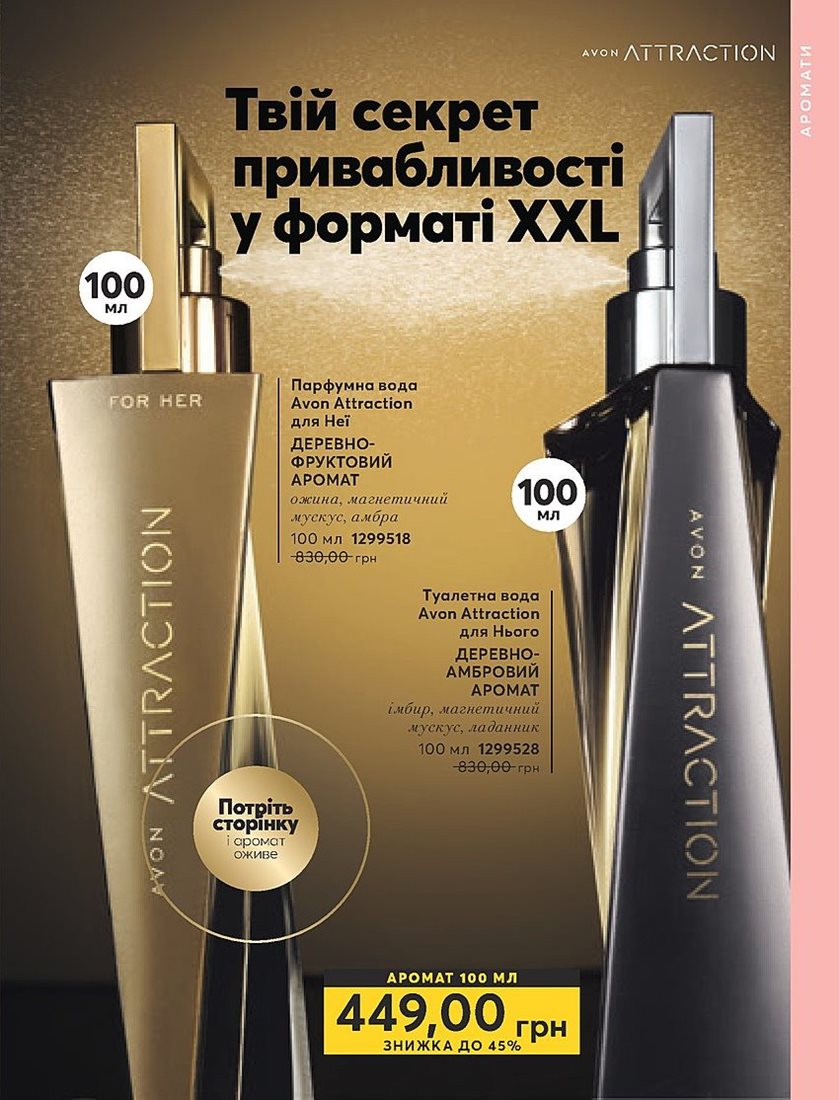 AVON ATTRACTION
АРОМАТИ
Твій секрет
привабливості
у форматі XXL
100
МЛ
FOR HER
AVON ATTRACTION
Парфумна вода
Avon Attraction
для Неї
ДЕРЕВНО-
ФРУКТОВИЙ
АРОМАТ
ожина, магнетичний
мускус, амбра
100 мл 1299518
830,00 грн
100
МЛ
AVON ATTRACTION
Туалетна вода
Avon Attraction
для Нього
ДЕРЕВНО-
АМБРОВИЙ
АРОМАТ
імбир, магнетичний
мускус, ладанник
100 мл 1299528
830,00 грн
Потріть
сторінку
і аромат
оживе
АРОМАТ 100 МЛ
449,00 грн
ЗНИЖКА ДО 45%